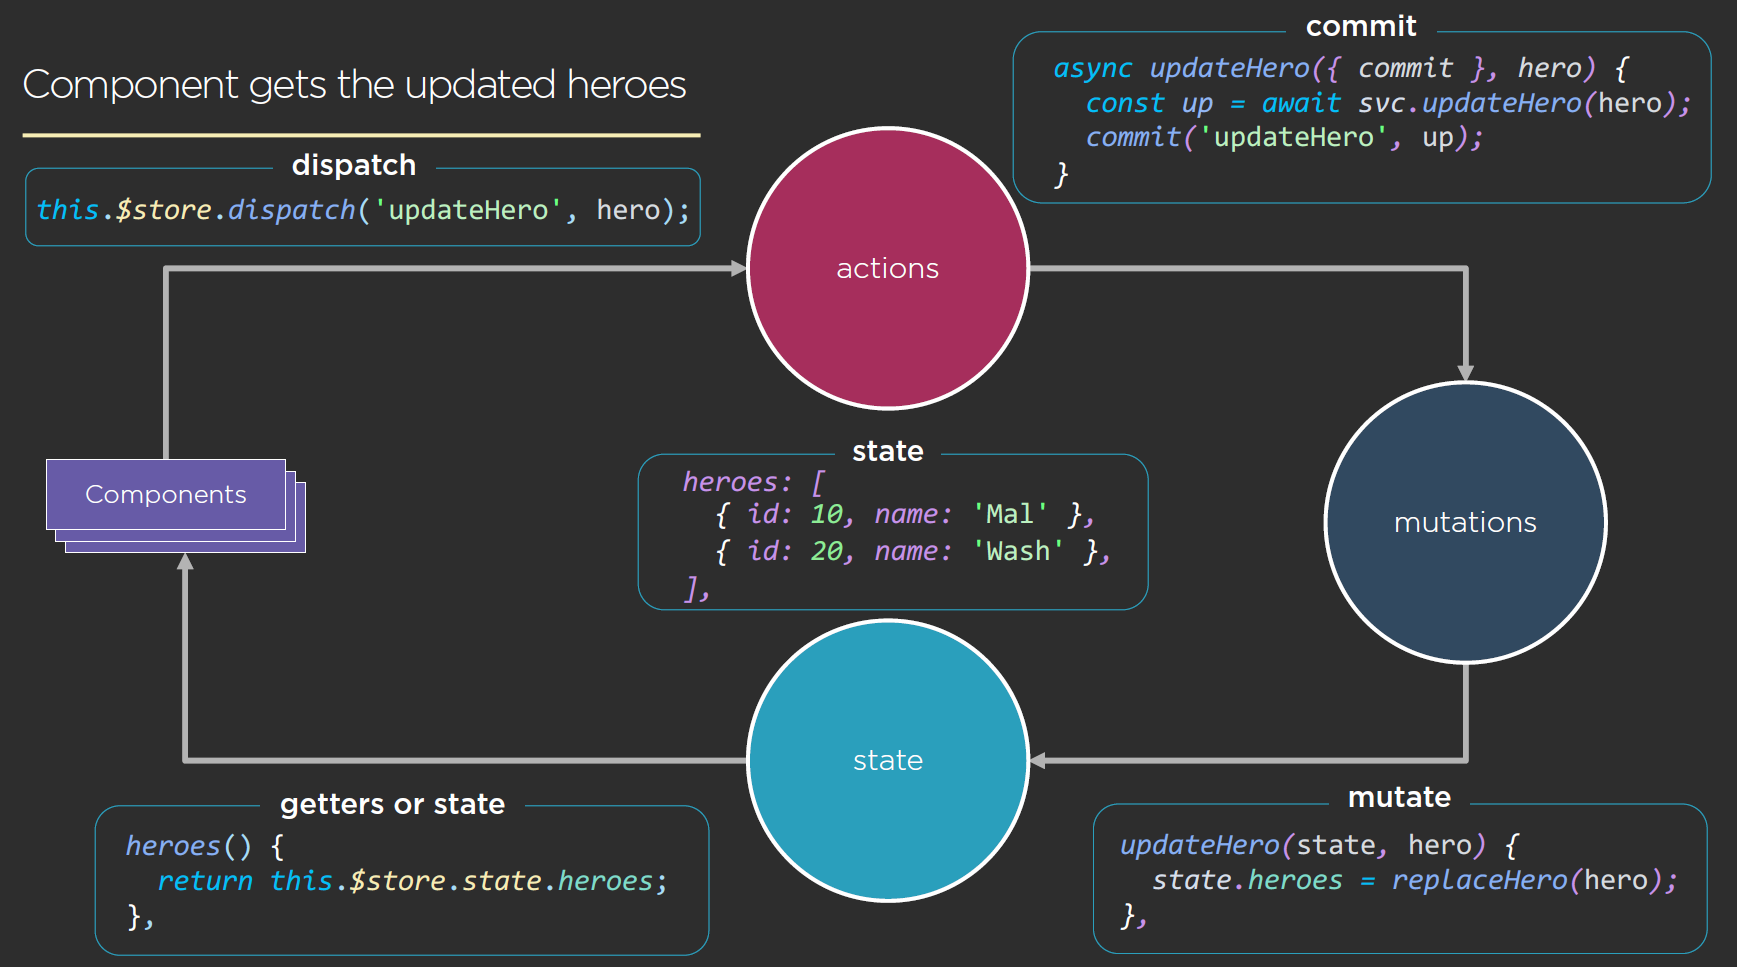 Component gets the updated heroes
dispatch
this.$store.dispatch('updateHero', hero);
commit
async updateHero({ commit }, hero) {
  const up = await svc.updateHero(hero);
  commit('updateHero', up);
}
actions
Components
state
heroes: [
  { id: 10, name: 'Mal' },
  { id: 20, name: 'Wash' },
],
mutations
state
getters or state
heroes() {
  return this.$store.state.heroes;
},
mutate
updateHero(state, hero) {
  state.heroes = replaceHero(hero);
},